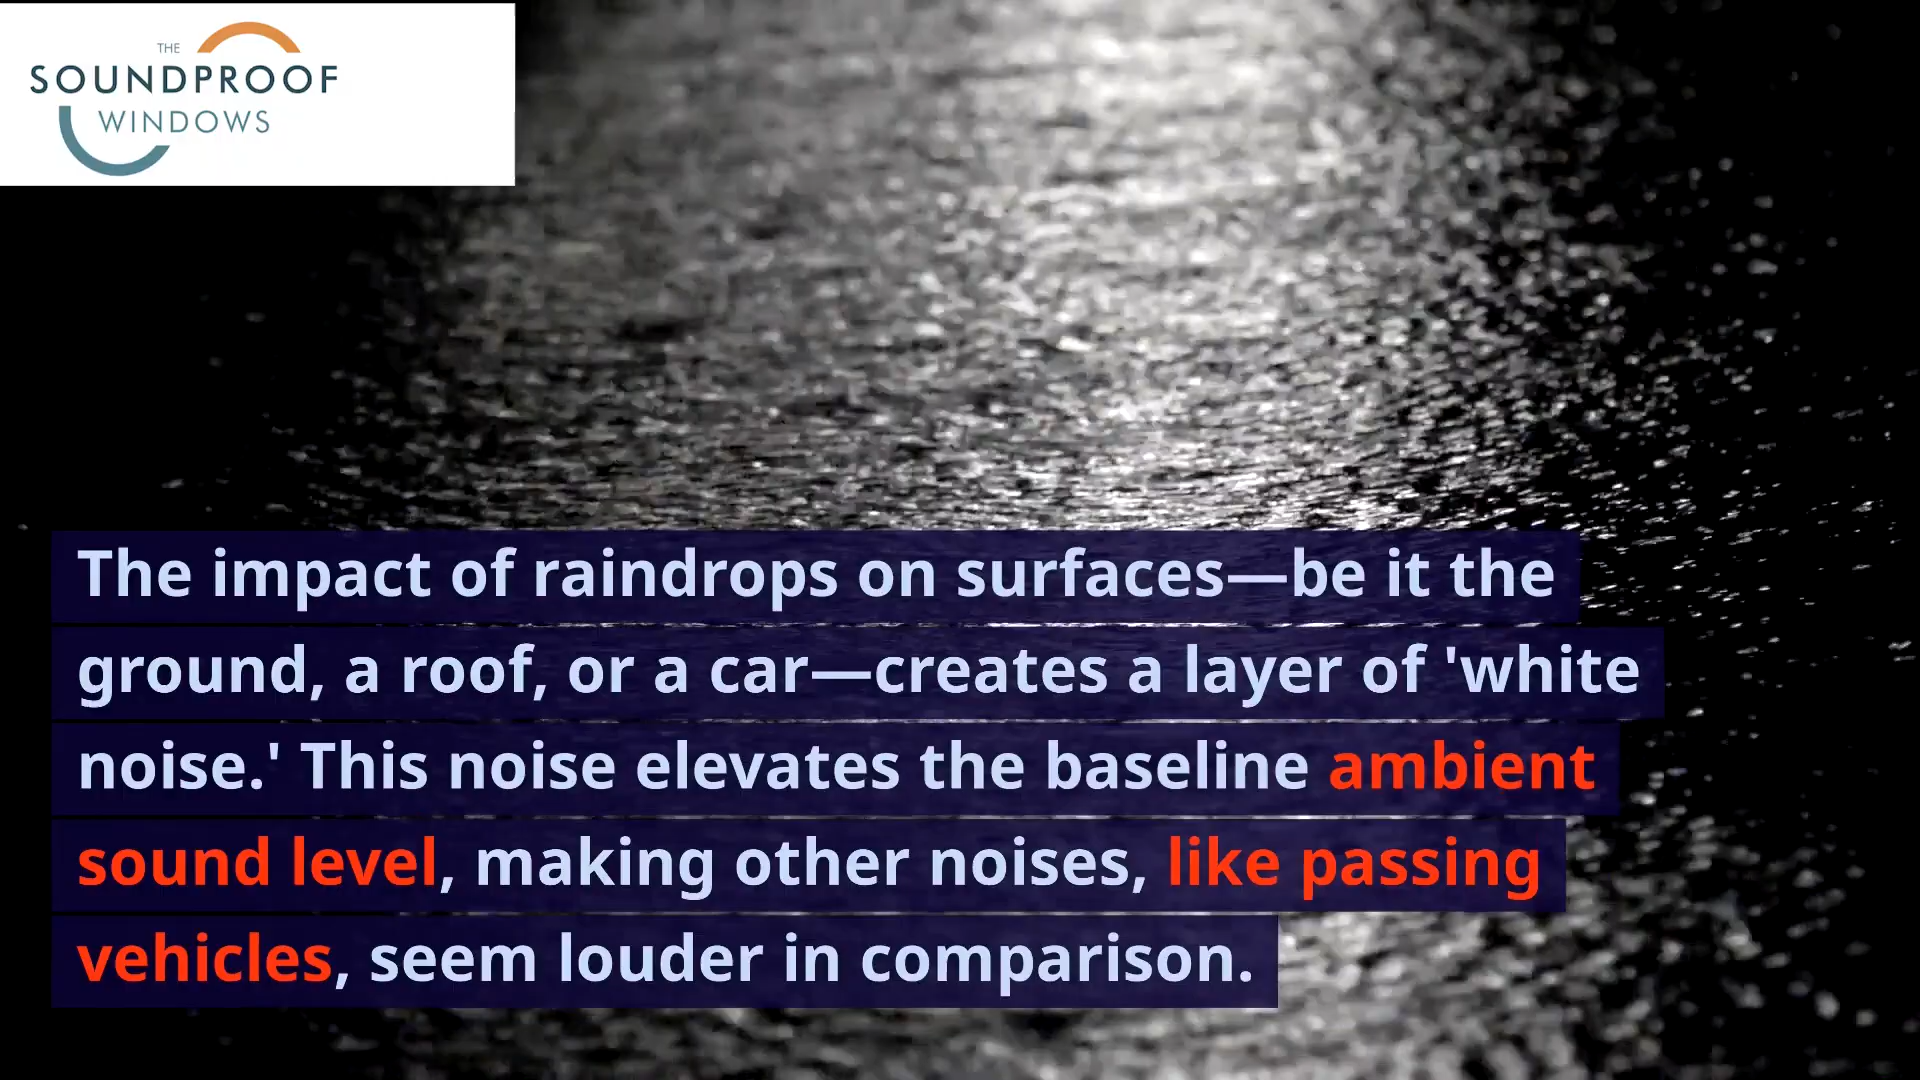 THE
SOUNDPROOF
WINDOWS
The impact of raindrops on surfaces—be it the
ground, a roof, or a car—creates a layer of 'white
noise.' This noise elevates the baseline ambient
sound level, making other noises, like passing
vehicles, seem louder in comparison.